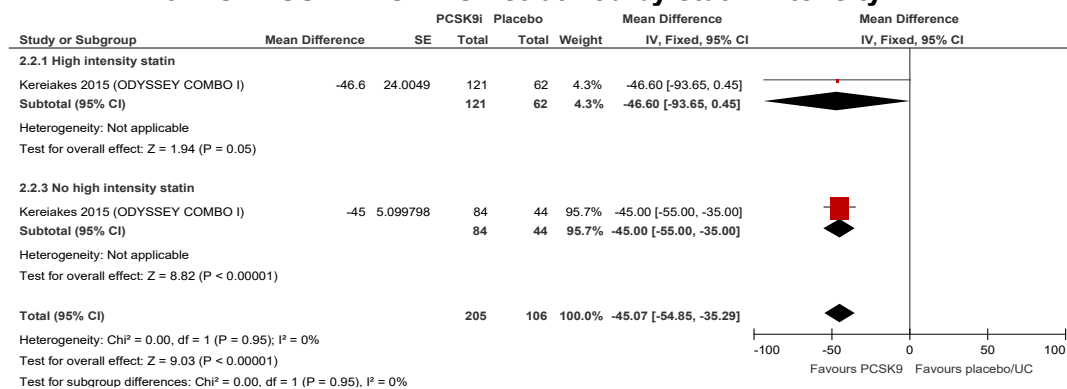 PCSK9i Placebo Mean Difference Mean Difference
Study or Subgroup Mean Difference SE Total Total Weight IV, Fixed, 95% CI IV, Fixed, 95% CI
2.2.1 High intensity statin
Kereiakes 2015 (ODYSSEY COMBO I) -46.6 24.0049 121 62 4.3% -46.60 [-93.65, 0.45]
Subtotal (95% CI) 121 62 4.3% -46.60 [-93.65, 0.45]
Heterogeneity: Not applicable
Test for overall effect: Z = 1.94 (P = 0.05)
2.2.3 No high intensity statin
Kereiakes 2015 (ODYSSEY COMBO I) -45 5.099798 84 44 95.7% -45.00 [-55.00, -35.00]
Subtotal (95% CI) 84 44 95.7% -45.00 [-55.00, -35.00]
Heterogeneity: Not applicable
Test for overall effect: Z = 8.82 (P < 0.00001)
Total (95% CI) 205 106 100.0% -45.07 [-54.85, -35.29]
Heterogeneity: Chi² = 0.00, df = 1 (P = 0.95); I² = 0%
Test for overall effect: Z = 9.03 (P < 0.00001)
Test for subgroup differences: Chi² = 0.00, df = 1 (P = 0.95), I² = 0%
-100 -50 0 50 100
Favours PCSK9 Favours placebo/UC